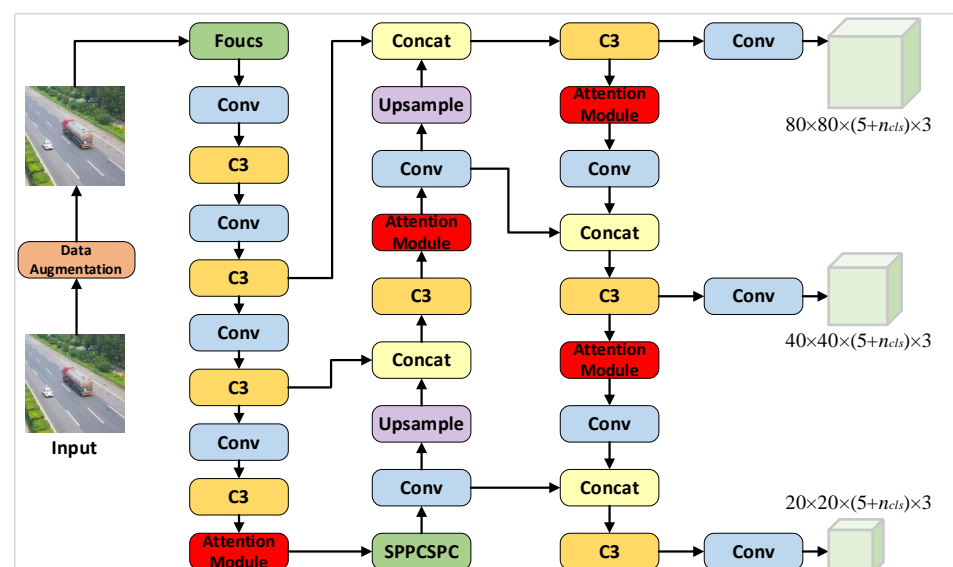 Foucs
Conv
C3
Conv
C3
Conv
C3
Conv
C3
Attention
Module
Data
Augmentation
Input
Concat
Upsample
Conv
Attention
Module
C3
Concat
Upsample
Conv
SPPCSPC
C3
Attention
Module
Conv
Concat
C3
Attention
Module
Conv
Concat
C3
Conv
80×80×(5+ncls)×3
Conv
40×40×(5+ncls)×3
20×20×(5+ncls)×3
Conv